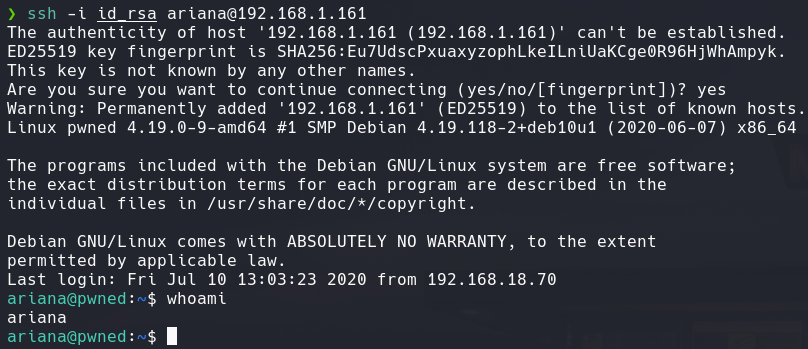 ❯ ssh -i id_rsa ariana@192.168.1.161
The authenticity of host '192.168.1.161 (192.168.1.161)' can't be established.
ED25519 key fingerprint is SHA256:Eu7UdscPxuaxyzophLkeILniUaKCge0R96HjWhAmpyk.
This key is not known by any other names.
Are you sure you want to continue connecting (yes/no/[fingerprint])? yes
Warning: Permanently added '192.168.1.161' (ED25519) to the list of known hosts.
Linux pwned 4.19.0-9-amd64 #1 SMP Debian 4.19.118-2+deb10u1 (2020-06-07) x86_64

The programs included with the Debian GNU/Linux system are free software;
the exact distribution terms for each program are described in the
individual files in /usr/share/doc/*/copyright.

Debian GNU/Linux comes with ABSOLUTELY NO WARRANTY, to the extent
permitted by applicable law.
Last login: Fri Jul 10 13:03:23 2020 from 192.168.18.70
ariana@pwned:~$ whoami
ariana
ariana@pwned:~$